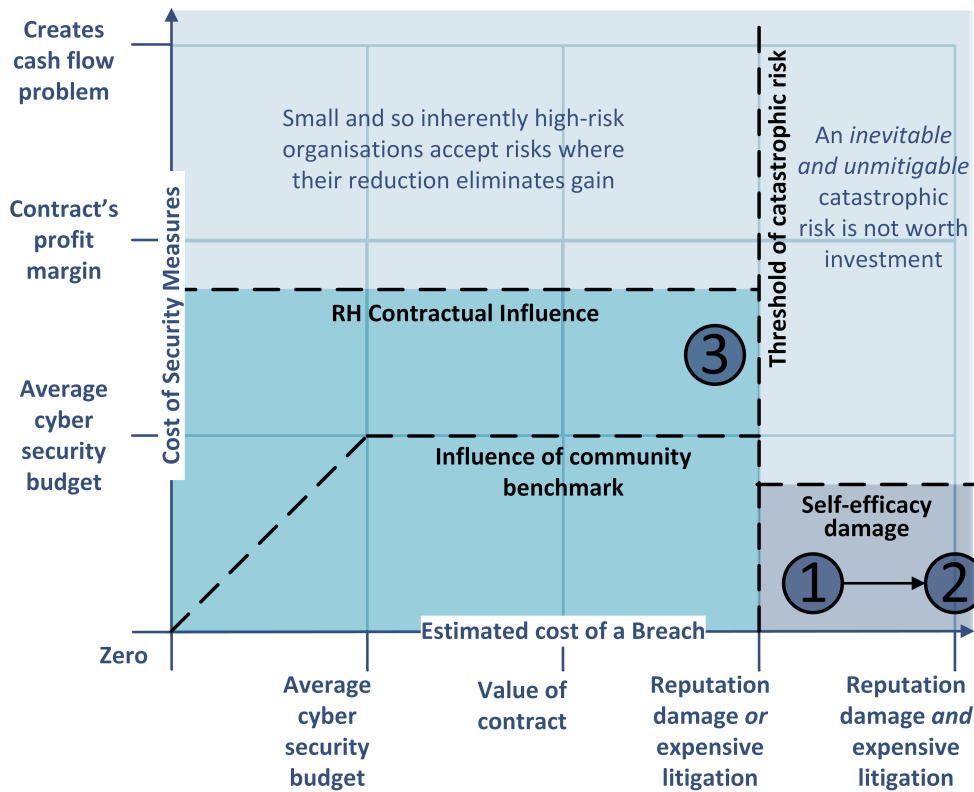 Creates
cash flow
problem
Contract’s
profit
margin
Average
cyber
security
budget
Zero
Cost of Security Measures
Small and so inherently high-risk
organisations accept risks where
their reduction eliminates gain
Threshold of catastrophic risk
An inevitable
and unmitigable
catastrophic
risk is not worth
investment
RH Contractual Influence
3
Influence of community
benchmark
Self-efficacy
damage
1
2
Estimated cost of a Breach
Average
cyber
security
budget
Value of
contract
Reputation
damage or
expensive
litigation
Reputation
damage and
expensive
litigation